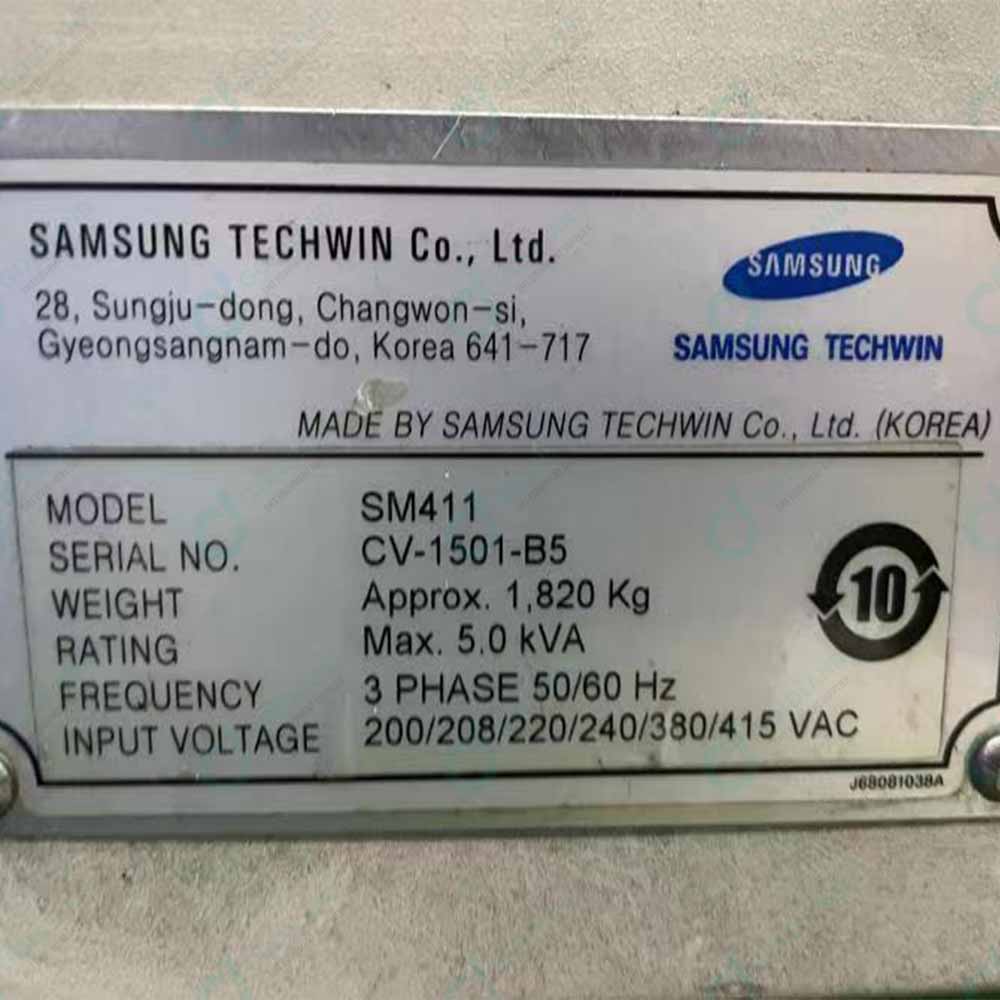 SAMSUNG TECHWIN Co., Ltd.
28, Sungju-dong, Changwon-si,
Gyeongsangnam-do, Korea 641-717
SAMSUNG
SAMSUNG TECHWIN
MADE BY SAMSUNG TECHWIN Co., Ltd. (KOREA)
MODEL SM411
SERIAL NO. CV-1501-B5
WEIGHT Approx. 1,820 Kg
RATING Max. 5.0 kVA
FREQUENCY 3 PHASE 50/60 Hz
INPUT VOLTAGE 200/208/220/240/380/415 VAC
10
J68081038A